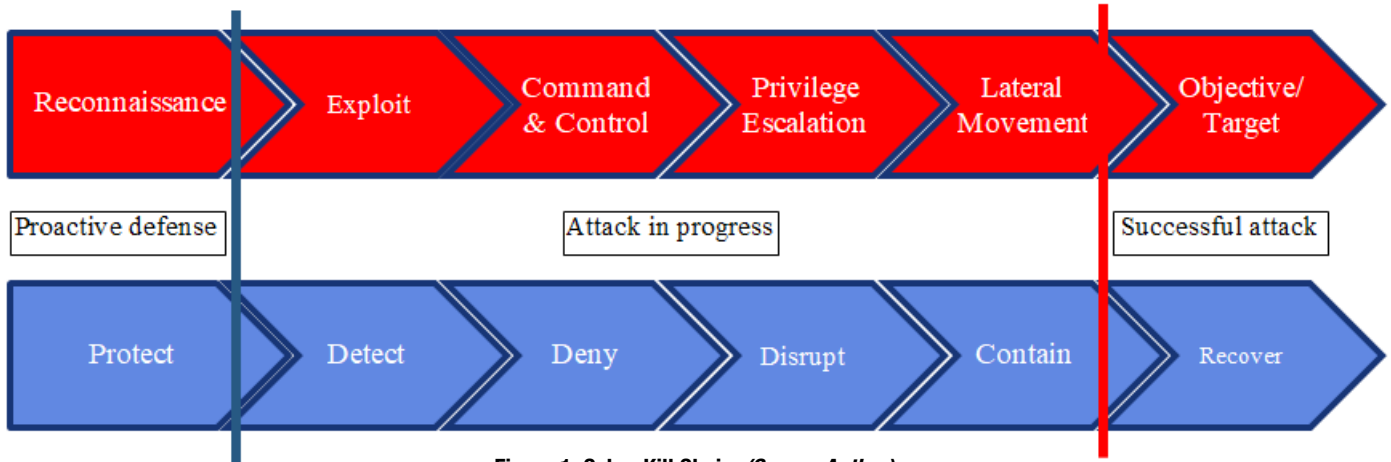 Reconnaissance
Exploit
Command
& Control
Privilege
Escalation
Lateral
Movement
Objective/
Target
Proactive defense
Attack in progress
Successful attack
Protect
Detect
Deny
Disrupt
Contain
Recover